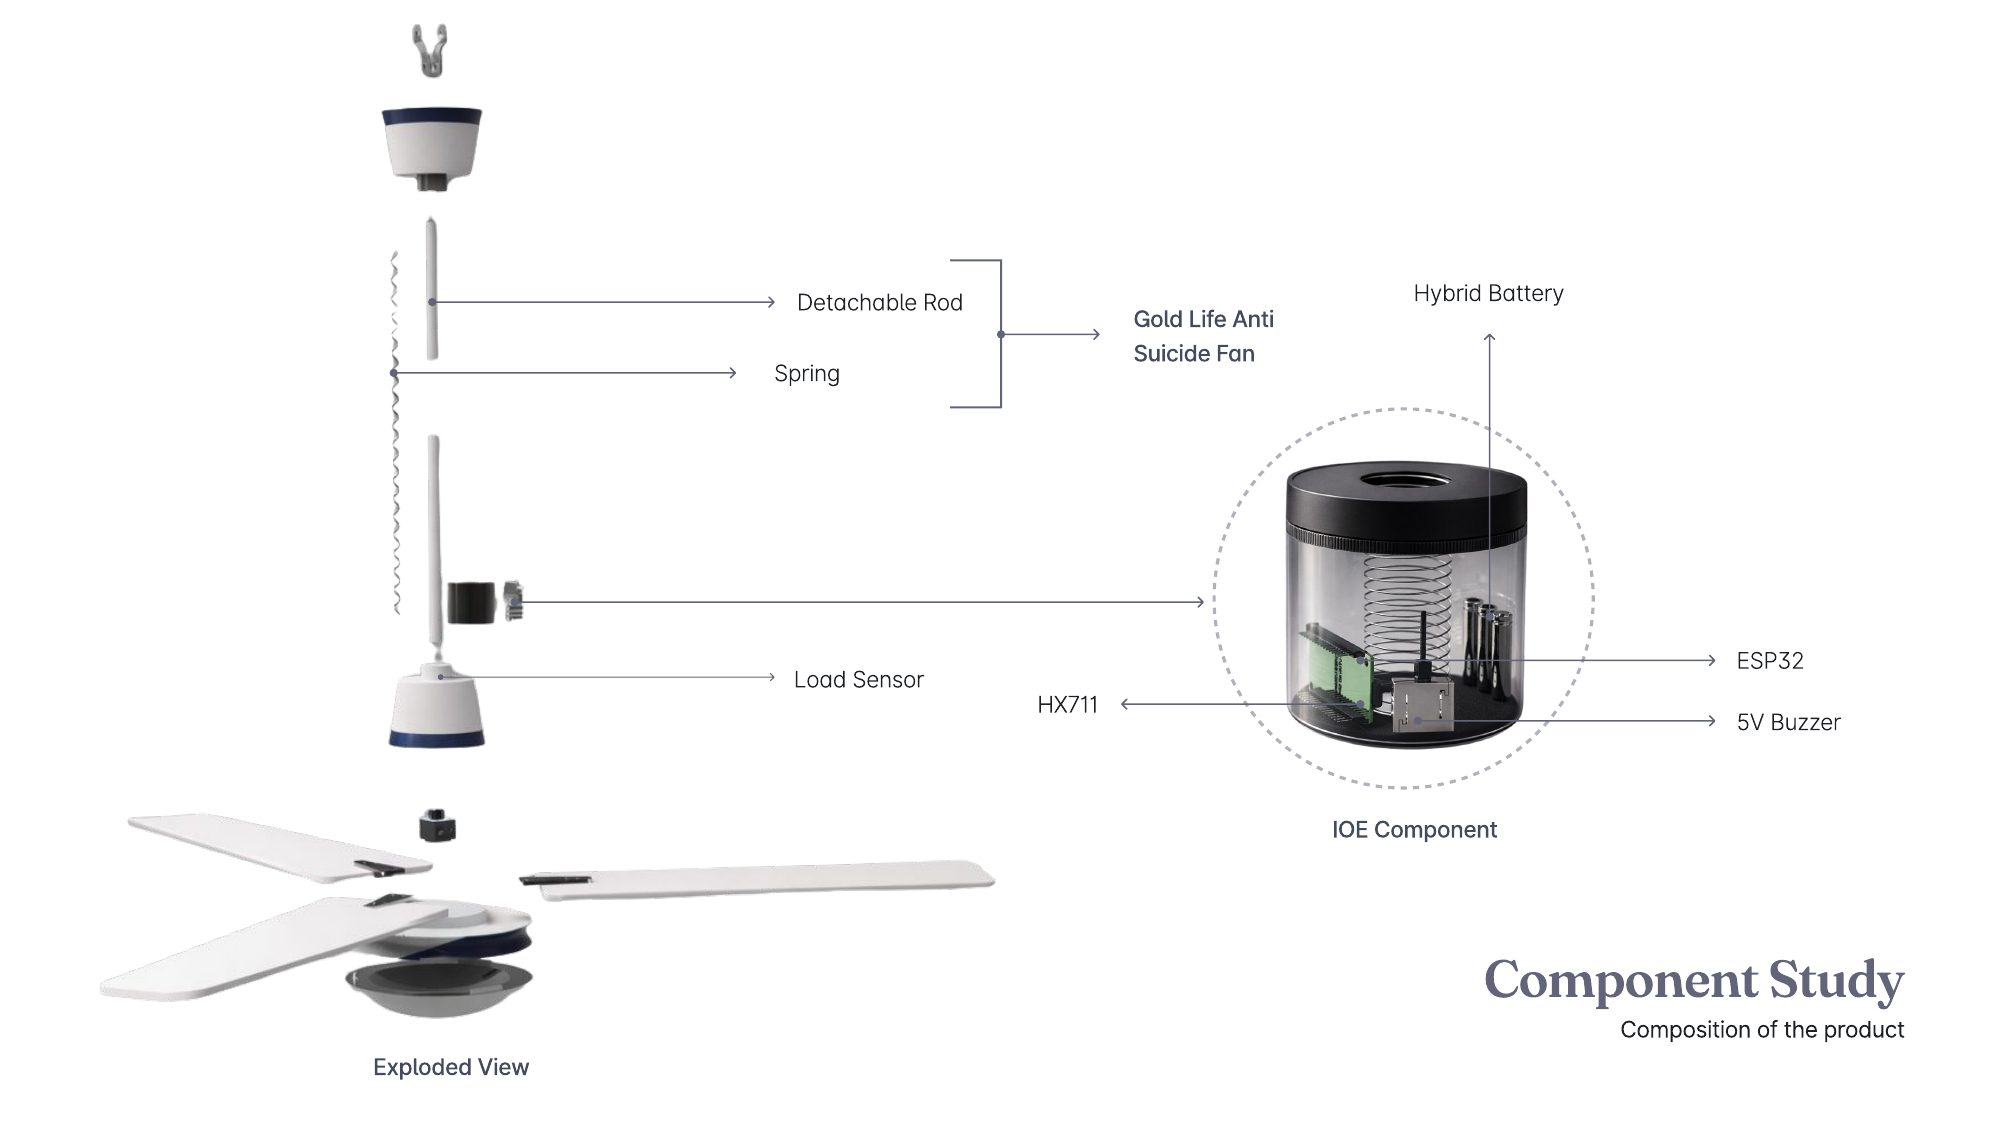 Detachable Rod
Spring
Gold Life Anti
Suicide Fan
Hybrid Battery
Load Sensor
HX711
ESP32
5V Buzzer
IOE Component
Exploded View
Component Study
Composition of the product